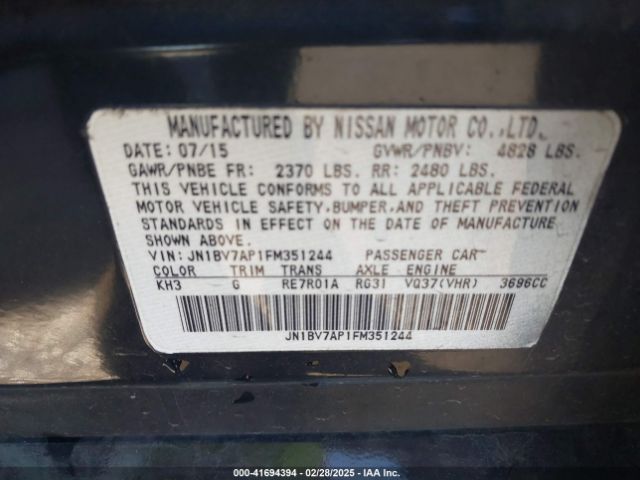 MANUFACTURED BY NISSAN MOTOR CO.,LTD.
DATE: 07/15 GVWR/PNBV: 4828 LBS.
GAWR/PNBE FR: 2370 LBS. RR: 2480 LBS.
THIS VEHICLE CONFORMS TO ALL APPLICABLE FEDERAL
MOTOR VEHICLE SAFETY,BUMPER,AND THEFT PREVENTION
STANDARDS IN EFFECT ON THE DATE OF MANUFACTURE
SHOWN ABOVE.
VIN: JN1BV7AP1FM351244 PASSENGER CAR
COLOR TRIM TRANS AXLE ENGINE
KH3 G RE7R01A RG31 VQ37(VHR) 3696CC
JN1BV7AP1FM351244
000-41694394 | 02/28/2025 - IAA Inc.